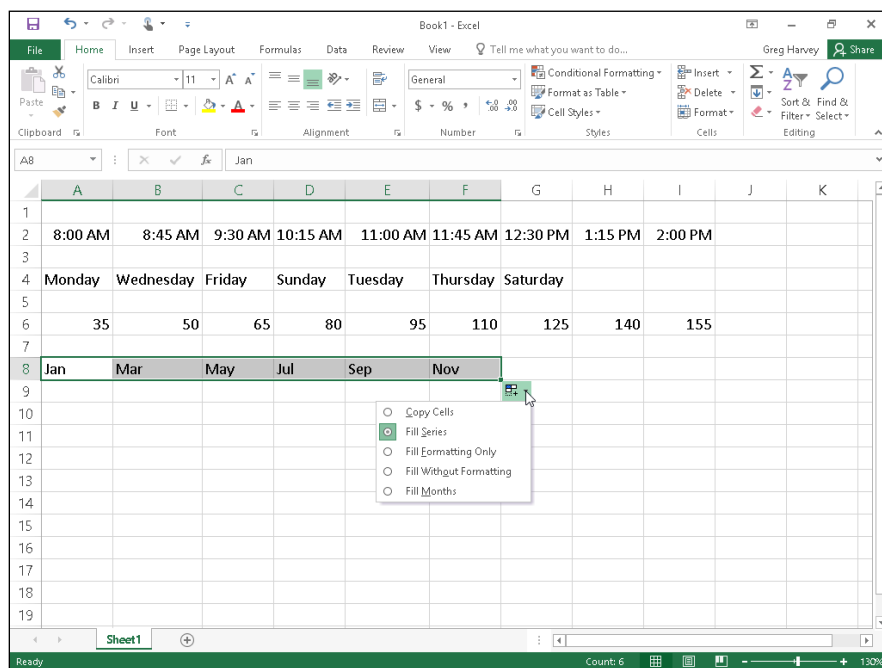 Book1 - Excel
File Home Insert Page Layout Formulas Data Review View Tell me what you want to do... Greg Harvey Share
Paste
Clipboard
Calibri 11 A A
B I U A
Font
Alignment
General
$ % , .00 .0
Number
Conditional Formatting
Format as Table
Cell Styles
Styles
Insert
Delete
Format
Cells
Σ
Sort & Filter
Find & Select
Editing
A8 fx Jan
A B C D E F G H I J K
1
2 8:00 AM 8:45 AM 9:30 AM 10:15 AM 11:00 AM 11:45 AM 12:30 PM 1:15 PM 2:00 PM
3
4 Monday Wednesday Friday Sunday Tuesday Thursday Saturday
5
6 35 50 65 80 95 110 125 140 155
7
8 Jan Mar May Jul Sep Nov
9
10 Copy Cells
11 Fill Series
12 Fill Formatting Only
13 Fill Without Formatting
14 Fill Months
15
16
17
18
19
Sheet1
Ready Count: 6 130%